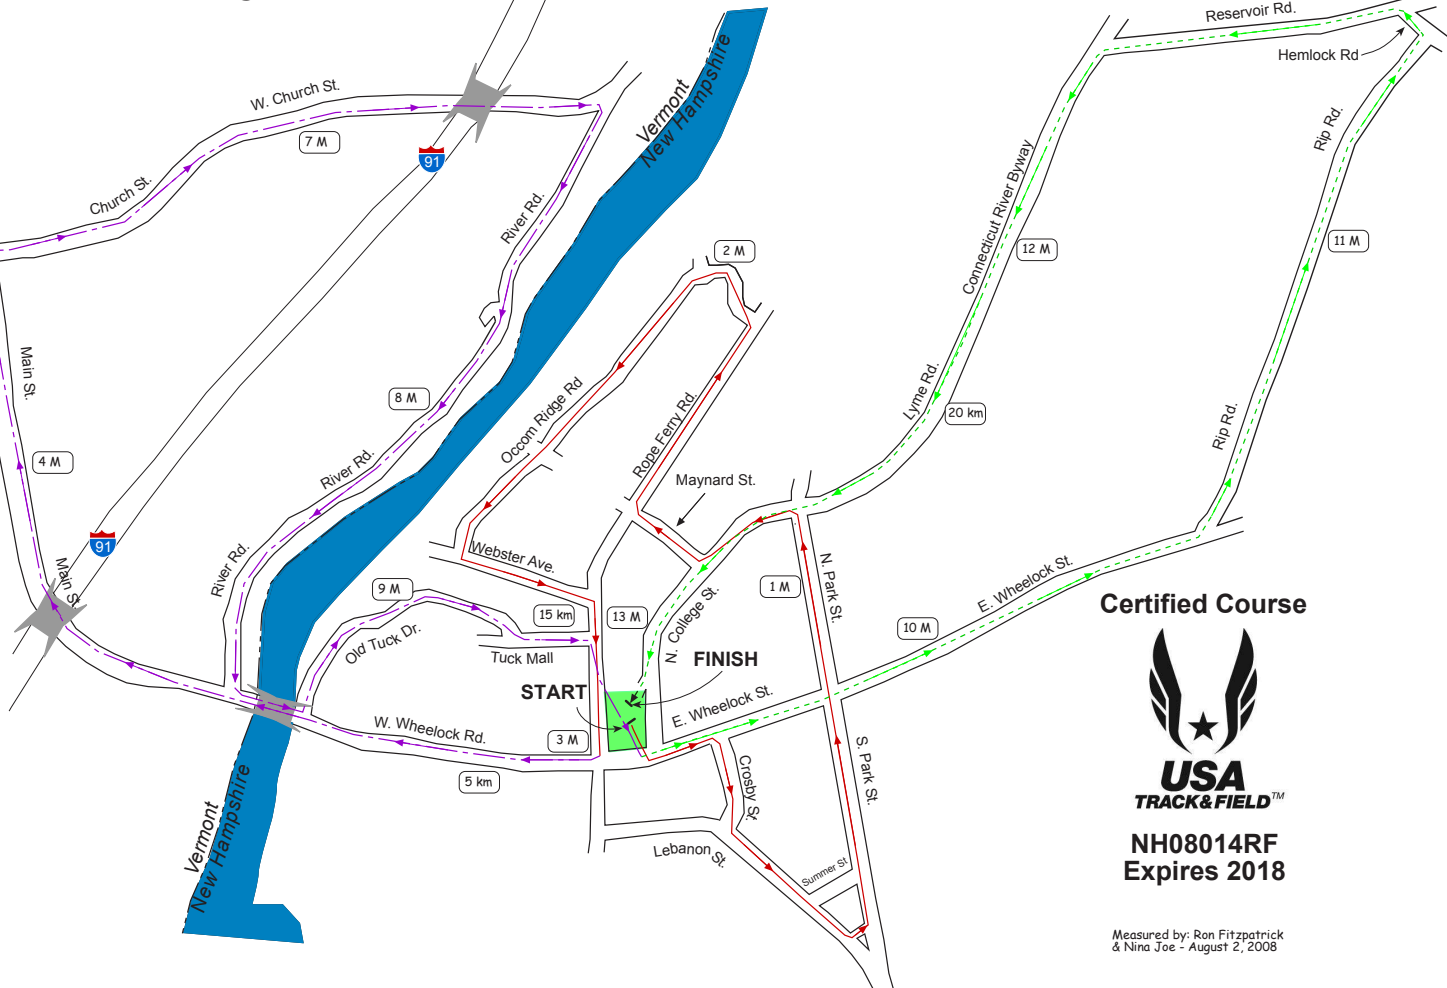 Reservoir Rd.
Hemlock Rd
W. Church St.
7 M
91
Vermont
New Hampshire
Rip Rd.
Church St.
River Rd.
Connecticut River Byway
12 M
11 M
2 M
Main St.
8 M
Occom Ridge Rd
Rope Ferry Rd.
Lyme Rd.
20 km
Rip Rd.
4 M
River Rd.
Maynard St.
91
Main St.
River Rd.
Webster Ave.
9 M
15 km
13 M
1 M
N. Park St.
E. Wheelock St.
10 M
Old Tuck Dr.
N. College St.
Tuck Mall
FINISH
START
E. Wheelock St.
W. Wheelock Rd.
3 M
5 km
Crosby St.
S. Park St.
Vermont
New Hampshire
Lebanon St.
Summer St
Certified Course
USA
TRACK&FIELD™
NH08014RF
Expires 2018
Measured by: Ron Fitzpatrick
& Nina Joe - August 2, 2008